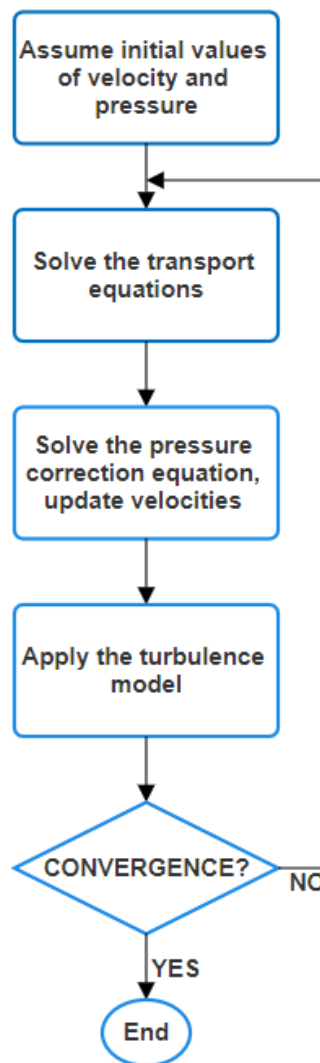 Assume initial values
of velocity and
pressure
Solve the transport
equations
Solve the pressure
correction equation,
update velocities
Apply the turbulence
model
CONVERGENCE?
NO
YES
End